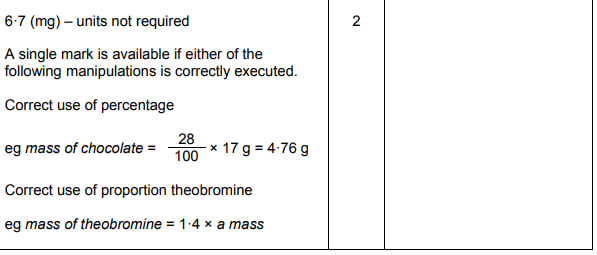 6·7 (mg) – units not required
2
A single mark is available if either of the
following manipulations is correctly executed.
Correct use of percentage
eg mass of chocolate = 28/100 × 17 g = 4·76 g
Correct use of proportion theobromine
eg mass of theobromine = 1·4 × a mass